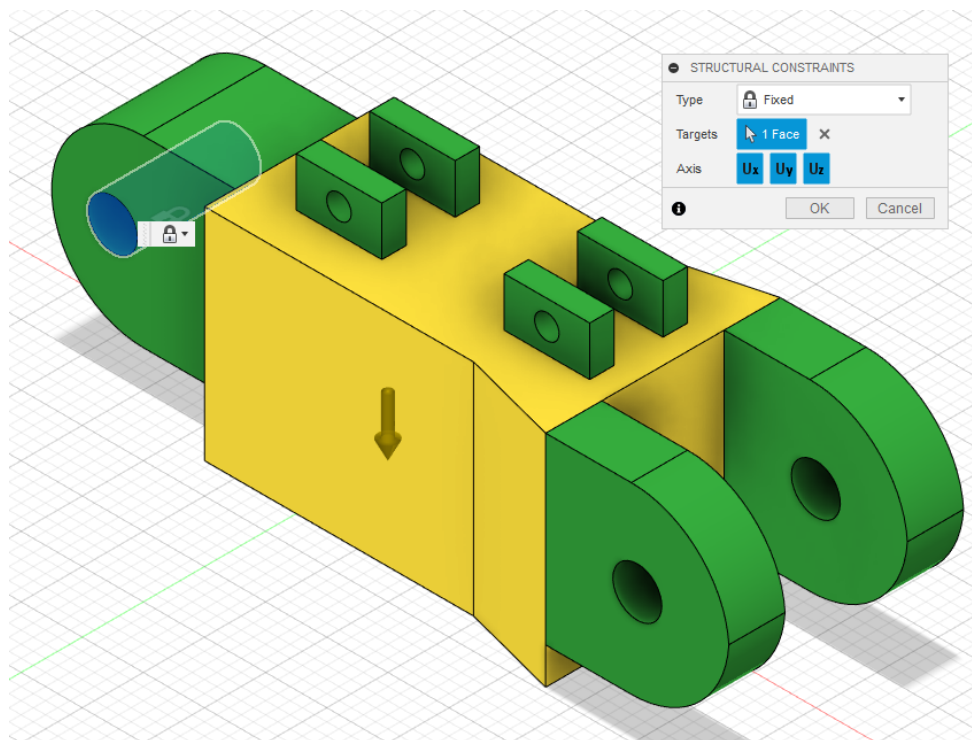 STRUCTURAL CONSTRAINTS
Type Fixed
Targets 1 Face
Axis Ux Uy Uz
OK Cancel